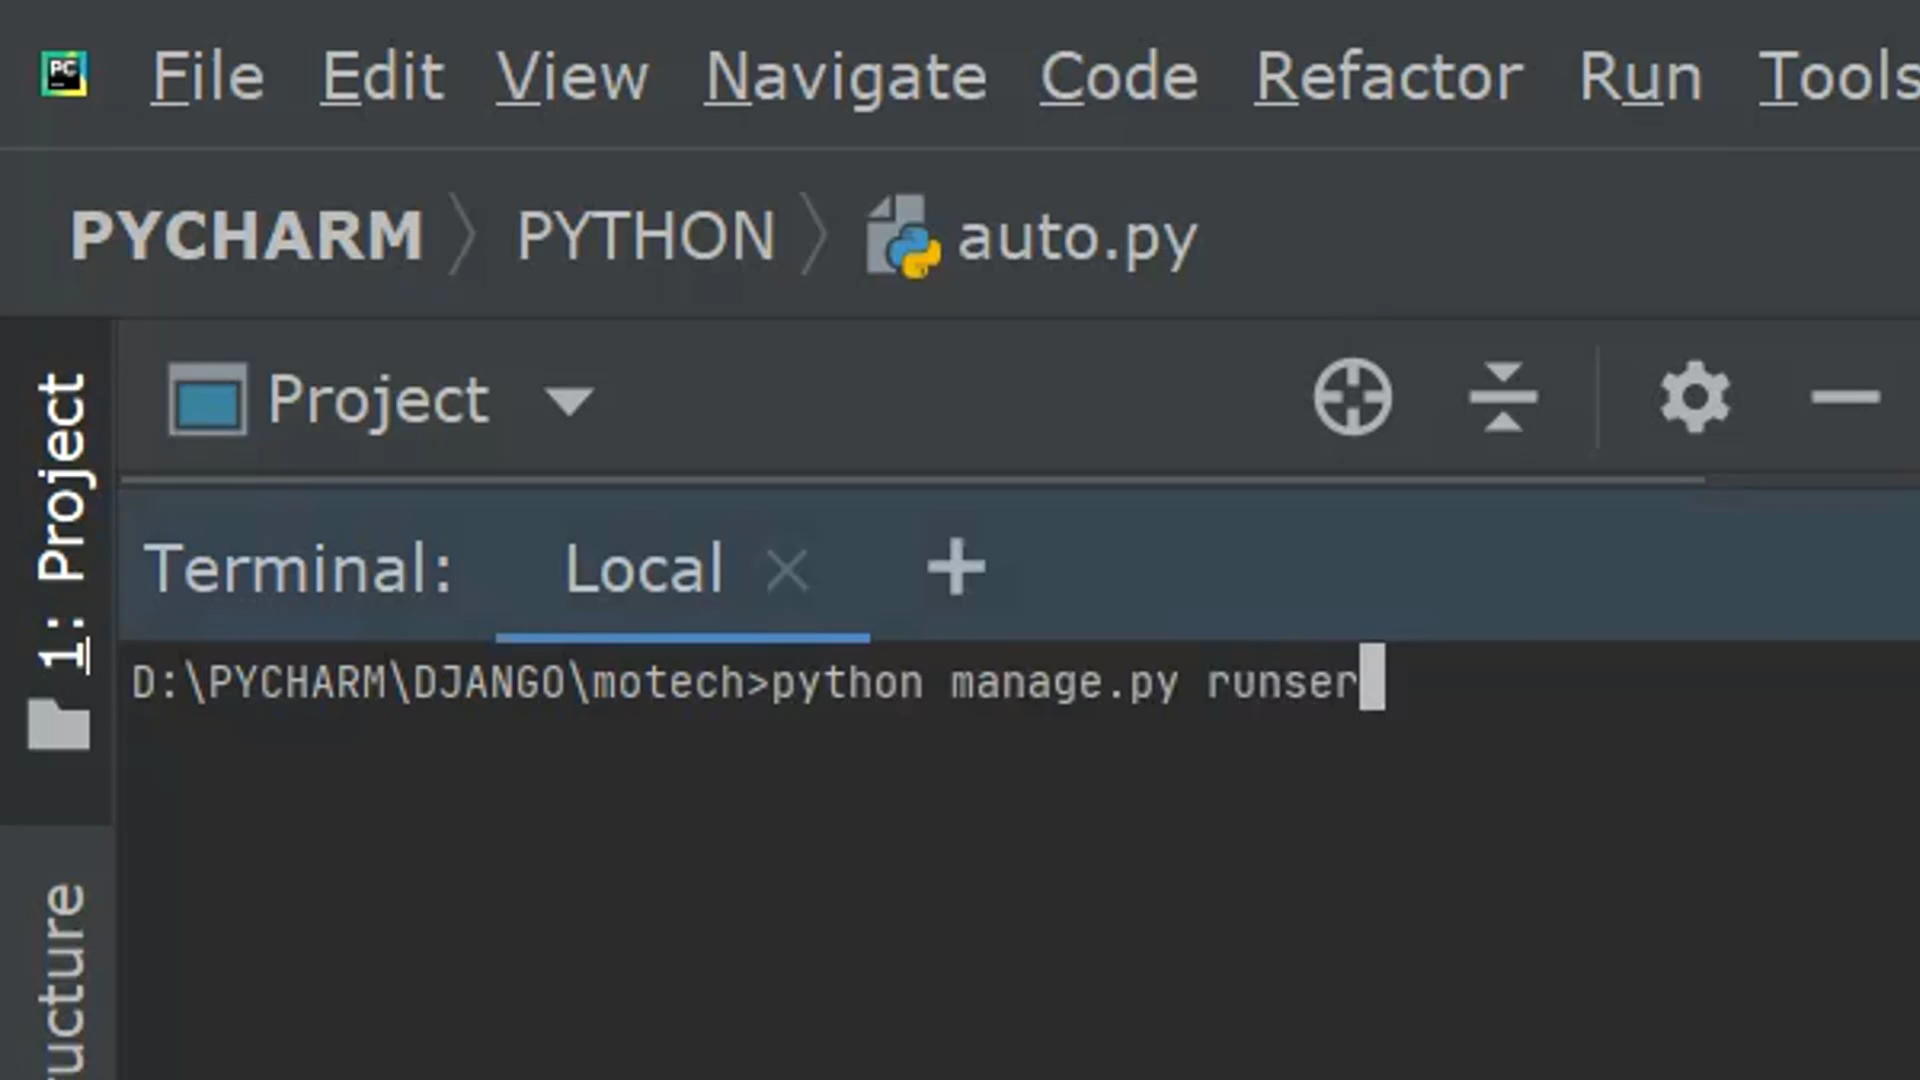 PC File Edit View Navigate Code Refactor Run Tools
PYCHARM PYTHON auto.py
1: Project
Project
Terminal: Local +
D:\PYCHARM\DJANGO\motech>python manage.py runser
ucture